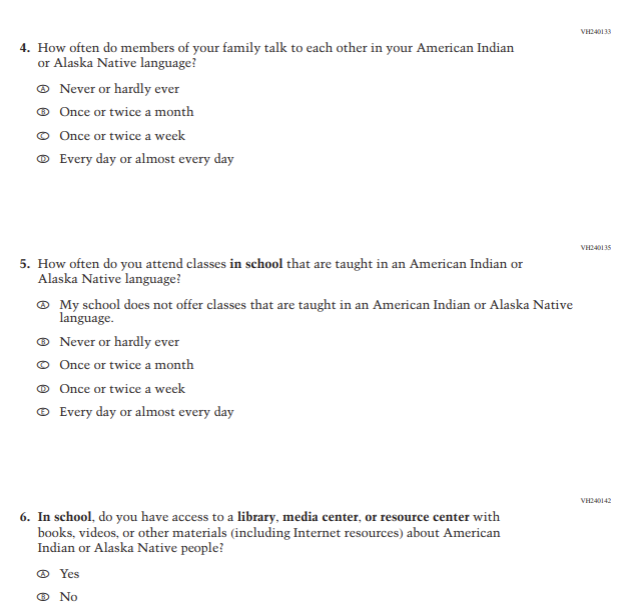 VH240133
4. How often do members of your family talk to each other in your American Indian
or Alaska Native language?
Ⓐ Never or hardly ever
Ⓑ Once or twice a month
Ⓒ Once or twice a week
Ⓓ Every day or almost every day
VH240135
5. How often do you attend classes in school that are taught in an American Indian or
Alaska Native language?
Ⓐ My school does not offer classes that are taught in an American Indian or Alaska Native
language.
Ⓑ Never or hardly ever
Ⓒ Once or twice a month
Ⓓ Once or twice a week
Ⓔ Every day or almost every day
VH240142
6. In school, do you have access to a library, media center, or resource center with
books, videos, or other materials (including Internet resources) about American
Indian or Alaska Native people?
Ⓐ Yes
Ⓑ No